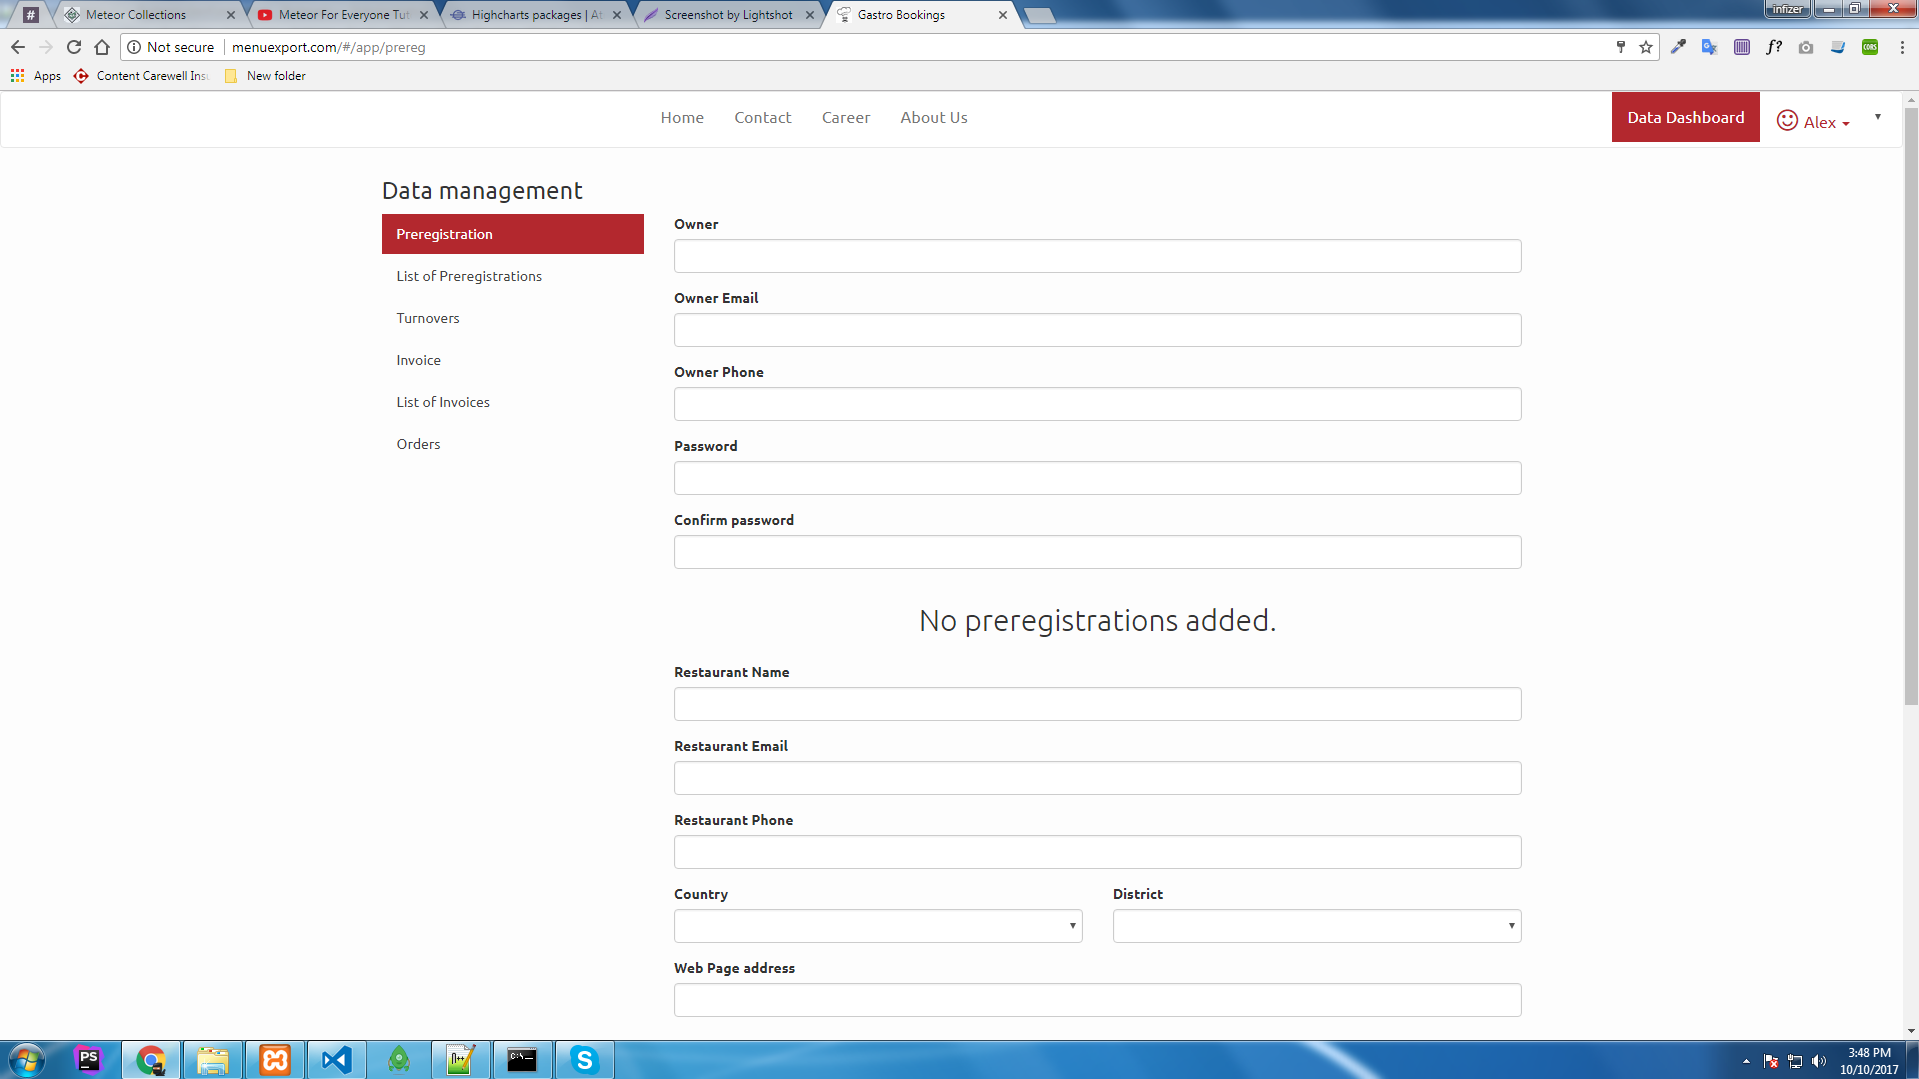 #
Meteor Collections
Meteor For Everyone Tut
Highcharts packages | At
Screenshot by Lightshot
Gastro Bookings
infizer
Not secure
menuexport.com/#/app/prereg
f?
CORS
Apps
Content Carewell Insu
New folder
Home
Contact
Career
About Us
Data Dashboard
Alex
Data management
Preregistration
List of Preregistrations
Turnovers
Invoice
List of Invoices
Orders
Owner
Owner Email
Owner Phone
Password
Confirm password
No preregistrations added.
Restaurant Name
Restaurant Email
Restaurant Phone
Country
District
Web Page address
PS
C:\_
3:48 PM
10/10/2017